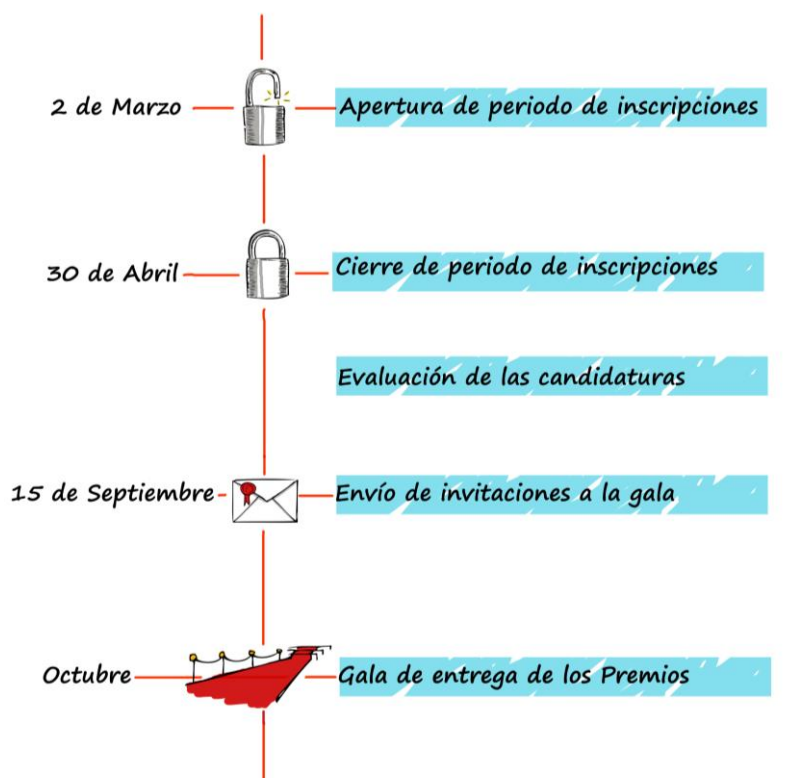 2 de Marzo
Apertura de periodo de inscripciones
30 de Abril
Cierre de periodo de inscripciones
Evaluación de las candidaturas
15 de Septiembre
Envío de invitaciones a la gala
Octubre
Gala de entrega de los Premios